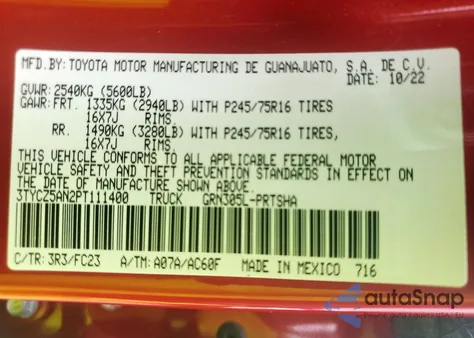 MFD.BY:TOYOTA MOTOR MANUFACTURING DE GUANAJUATO, S.A. DE C.V.
DATE: 10/22
GVWR:2540KG (5600LB)
GAWR:FRT. 1335KG (2940LB) WITH P245/75R16 TIRES
16X7J RIMS.
RR. 1490KG (3280LB) WITH P245/75R16 TIRES,
16X7J RIMS.
THIS VEHICLE CONFORMS TO ALL APPLICABLE FEDERAL MOTOR
VEHICLE SAFETY AND THEFT PREVENTION STANDARDS IN EFFECT ON
THE DATE OF MANUFACTURE SHOWN ABOVE.
3TYCZ5AN2PT111400 TRUCK GRN305L-PRTSHA
C/TR: 3R3/FC23 A/TM: A07A/AC60F MADE IN MEXICO 716
autoSnap